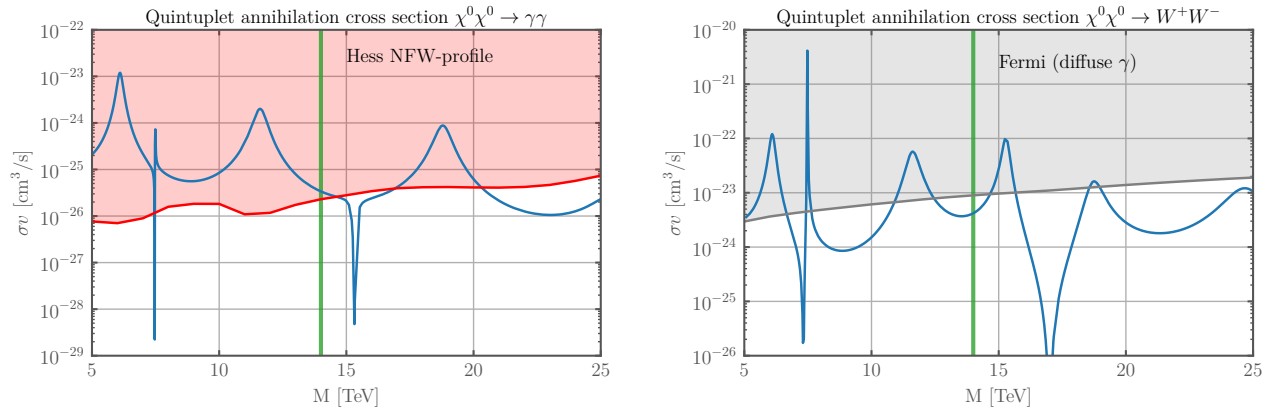 Quintuplet annihilation cross section χ⁰χ⁰ → γγ
Hess NFW-profile
σv [cm³/s]
10⁻²²
10⁻²³
10⁻²⁴
10⁻²⁵
10⁻²⁶
10⁻²⁷
10⁻²⁸
10⁻²⁹
5 10 15 20 25
M [TeV]
Quintuplet annihilation cross section χ⁰χ⁰ → W⁺W⁻
Fermi (diffuse γ)
σv [cm³/s]
10⁻²⁰
10⁻²¹
10⁻²²
10⁻²³
10⁻²⁴
10⁻²⁵
10⁻²⁶
5 10 15 20 25
M [TeV]